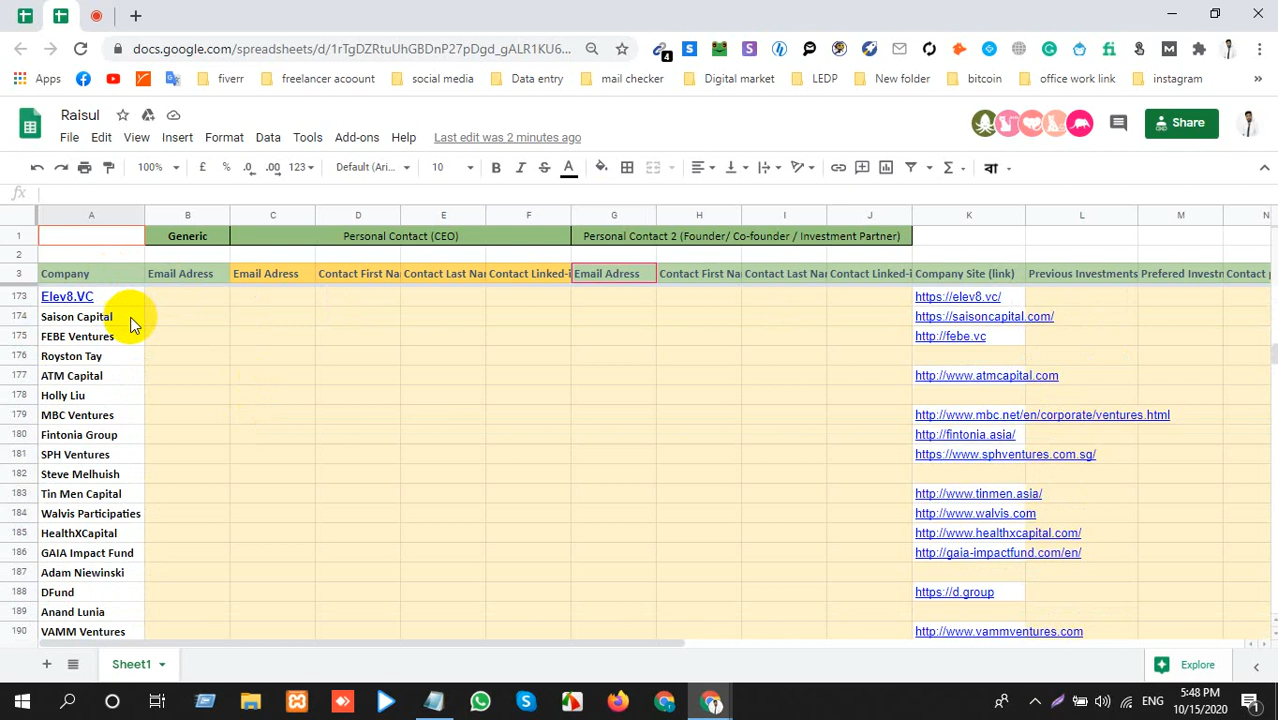 docs.google.com/spreadsheets/d/1rTgDZRtuUhGBDnP27pDgd_gALR1KU6...
4
Apps fiverr freelancer acoount social media Data entry mail checker Digital market LEDP New folder bitcoin office work link instagram
Raisul
File Edit View Insert Format Data Tools Add-ons Help Last edit was 2 minutes ago
Share
100% £ % .0 .00 123 Default (Ari... 10 B I S A Σ বা
fx
A B C D E F G H I J K L M N
1 Generic Personal Contact (CEO) Personal Contact 2 (Founder/ Co-founder / Investment Partner)
2
3 Company Email Adress Email Adress Contact First Na Contact Last Nar Contact Linked-i Email Adress Contact First Na Contact Last Nar Contact Linked-i Company Site (link) Previous Investments Prefered Investn Contact p
173 Elev8.VC https://elev8.vc/
174 Saison Capital https://saisoncapital.com/
175 FEBE Ventures http://febe.vc
176 Royston Tay
177 ATM Capital http://www.atmcapital.com
178 Holly Liu
179 MBC Ventures http://www.mbc.net/en/corporate/ventures.html
180 Fintonia Group http://fintonia.asia/
181 SPH Ventures https://www.sphventures.com.sg/
182 Steve Melhuish
183 Tin Men Capital http://www.tinmen.asia/
184 Walvis Participaties http://www.walvis.com
185 HealthXCapital http://www.healthxcapital.com/
186 GAIA Impact Fund http://gaia-impactfund.com/en/
187 Adam Niewinski
188 DFund https://d.group
189 Anand Lunia
190 VAMM Ventures http://www.vammventures.com
Sheet1 Explore
ENG 5:48 PM
10/15/2020
1